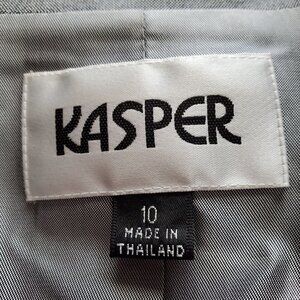 KASPER
10
MADE IN
THAILAND